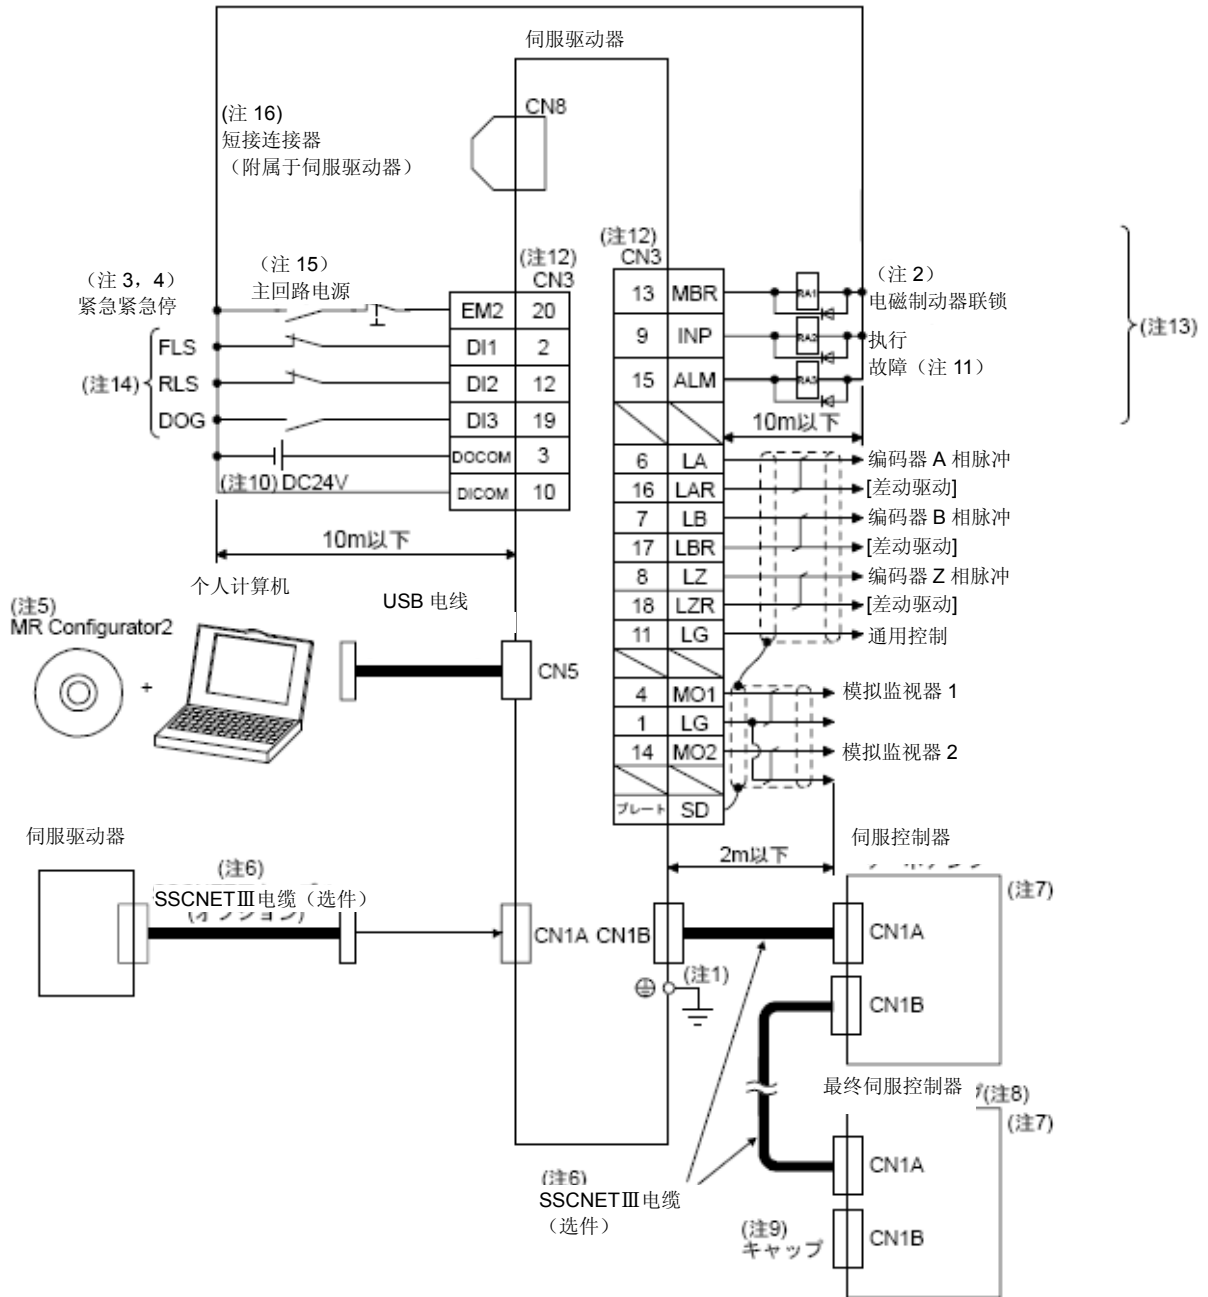 伺服驱动器
CN8
(注 16)
短接连接器
（附属于伺服驱动器）
（注 3，4）
紧急紧急停
（注 15）
主回路电源
(注12)
CN3
EM2 20
DI1 2
DI2 12
DI3 19
DOCOM 3
DICOM 10
(注14)
FLS
RLS
DOG
(注10) DC24V
10m以下
(注12)
CN3
13 MBR
9 INP
15 ALM
6 LA
16 LAR
7 LB
17 LBR
8 LZ
18 LZR
11 LG
4 MO1
1 LG
14 MO2
プレート SD
RA1
RA2
RA3
（注 2）
电磁制动器联锁
执行
故障（注 11）
(注13)
10m以下
编码器 A 相脉冲
[差动驱动]
编码器 B 相脉冲
[差动驱动]
编码器 Z 相脉冲
[差动驱动]
通用控制
模拟监视器 1
模拟监视器 2
2m以下
个人计算机
(注5)
MR Configurator2
+
USB 电线
CN5
伺服驱动器
(注6)
SSCNETⅢ电缆（选件）
(オプション)
CN1A CN1B
(注1)
伺服控制器
(注7)
CN1A
CN1B
最终伺服控制器
(注8)
(注7)
CN1A
CN1B
(注6)
SSCNETⅢ电缆
（选件）
(注9)
キャップ